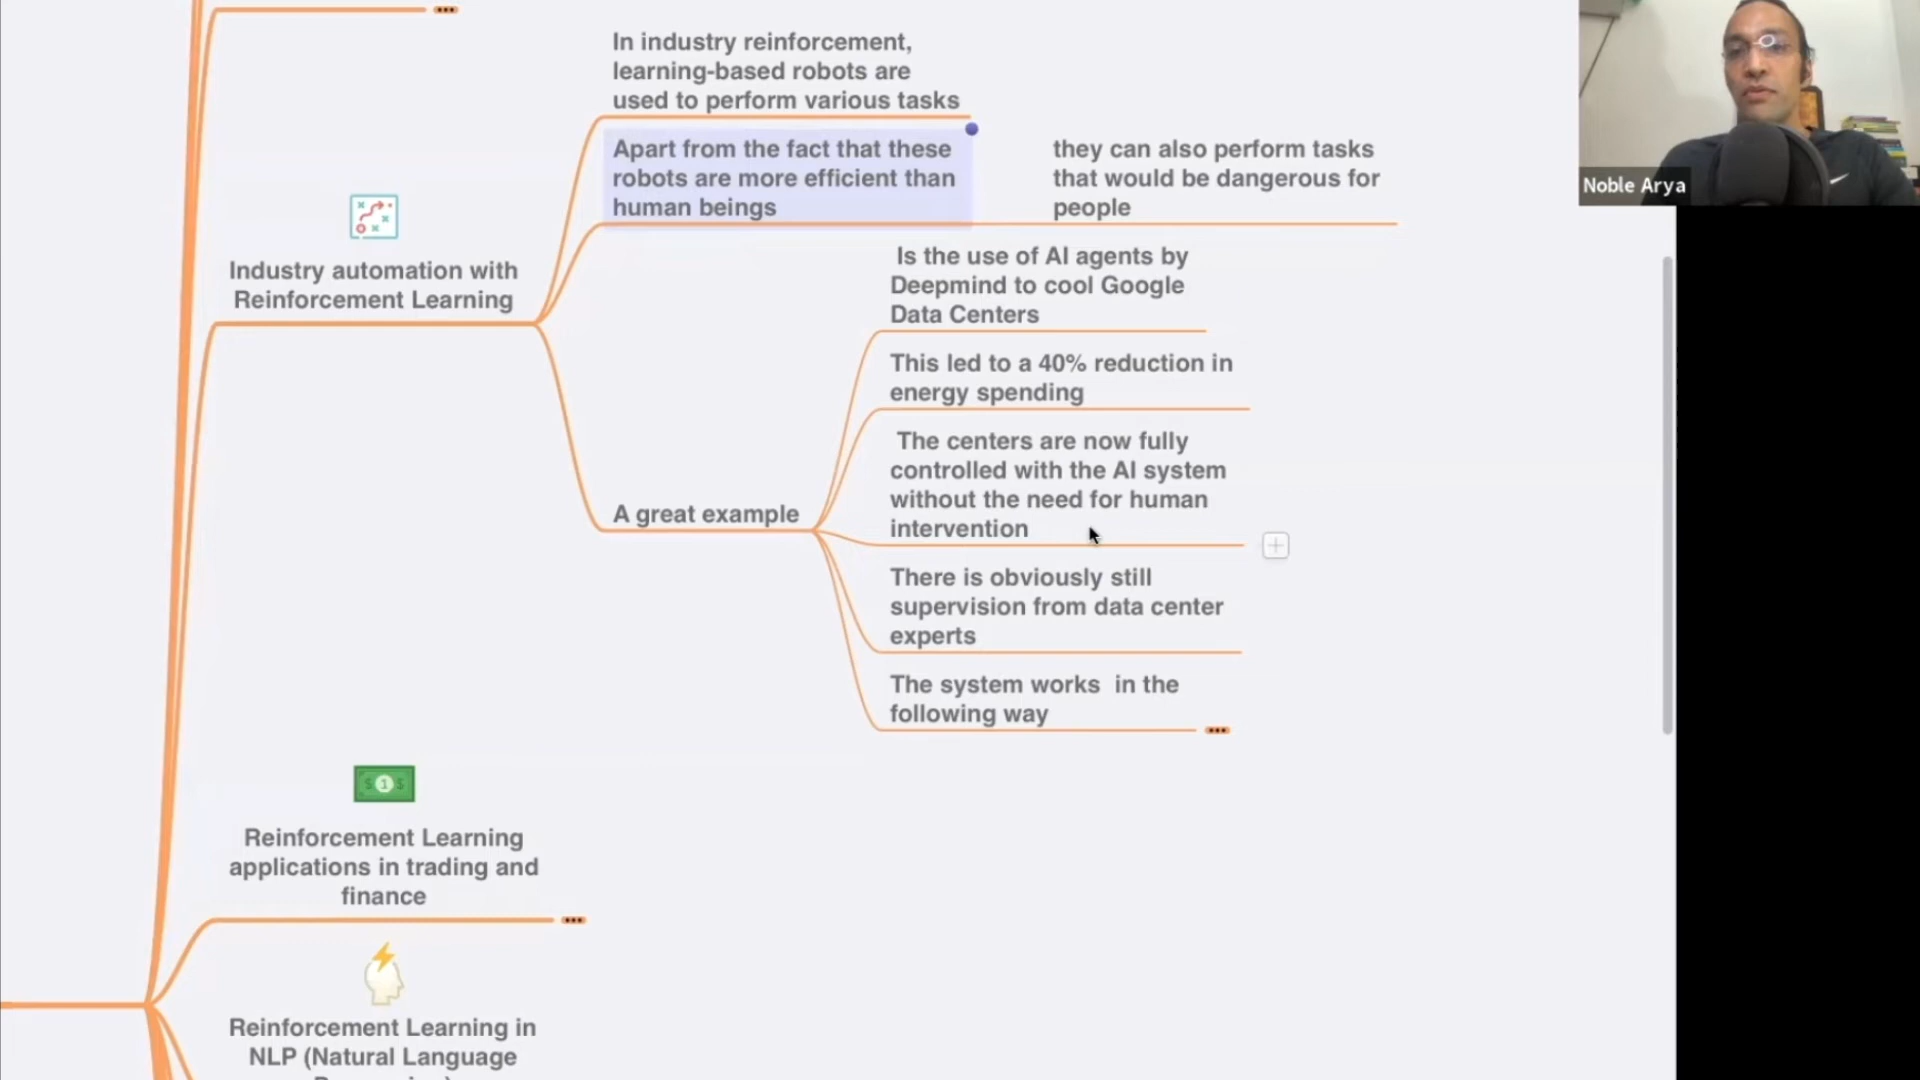 In industry reinforcement,
learning-based robots are
used to perform various tasks
Apart from the fact that these
robots are more efficient than
human beings
they can also perform tasks
that would be dangerous for
people
Industry automation with
Reinforcement Learning
A great example
Is the use of AI agents by
Deepmind to cool Google
Data Centers
This led to a 40% reduction in
energy spending
The centers are now fully
controlled with the AI system
without the need for human
intervention
There is obviously still
supervision from data center
experts
The system works  in the
following way
Reinforcement Learning
applications in trading and
finance
Reinforcement Learning in
NLP (Natural Language
Noble Arya